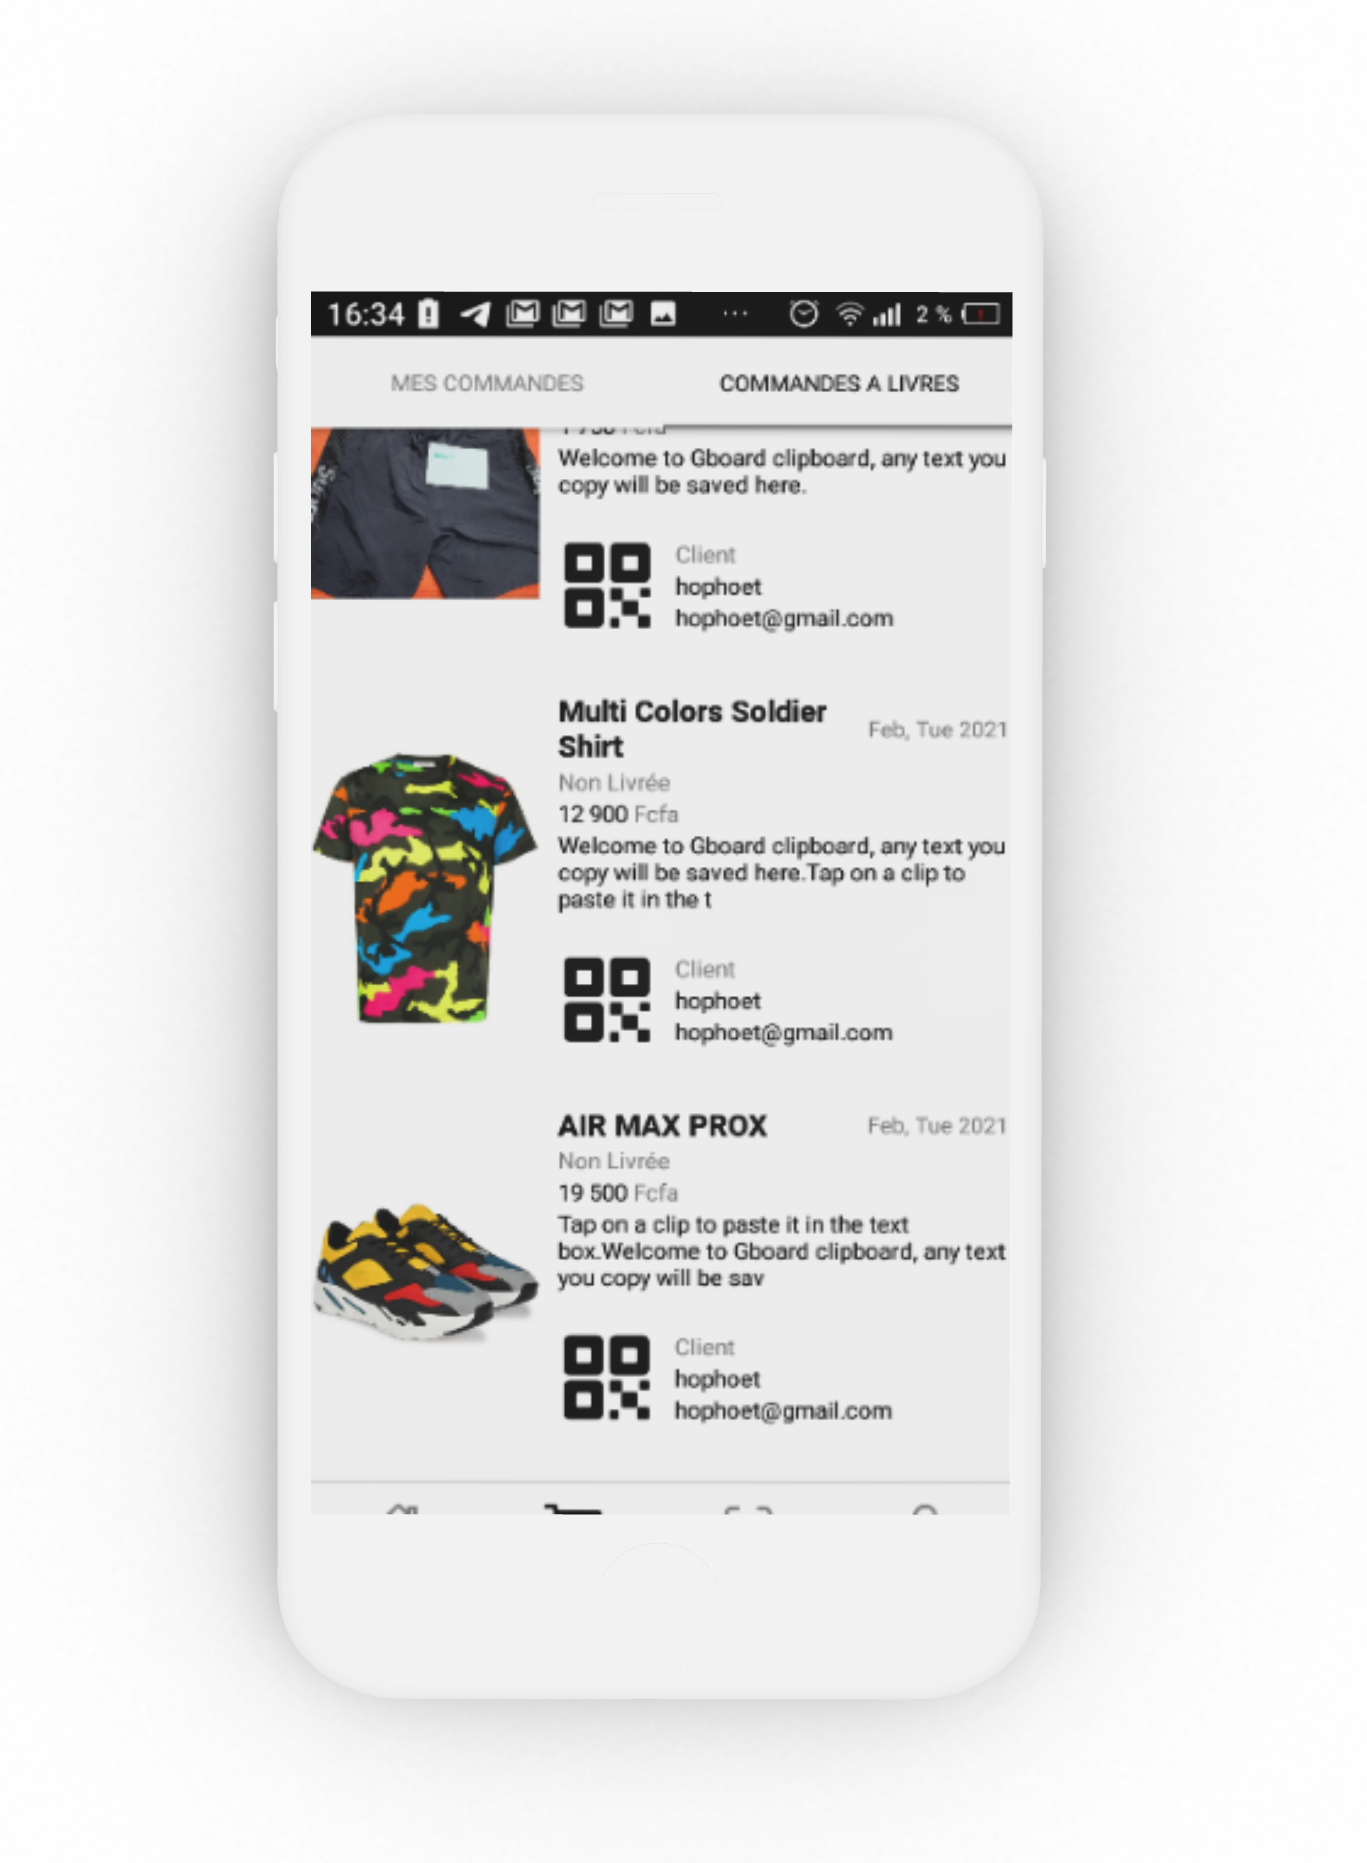 16:34
2 %
MES COMMANDES
COMMANDES A LIVRES
Welcome to Gboard clipboard, any text you
copy will be saved here.
Client
hophoet
hophoet@gmail.com
Multi Colors Soldier
Shirt
Feb, Tue 2021
Non Livrée
12 900 Fcfa
Welcome to Gboard clipboard, any text you
copy will be saved here.Tap on a clip to
paste it in the t
Client
hophoet
hophoet@gmail.com
AIR MAX PROX
Feb, Tue 2021
Non Livrée
19 500 Fcfa
Tap on a clip to paste it in the text
box.Welcome to Gboard clipboard, any text
you copy will be sav
Client
hophoet
hophoet@gmail.com